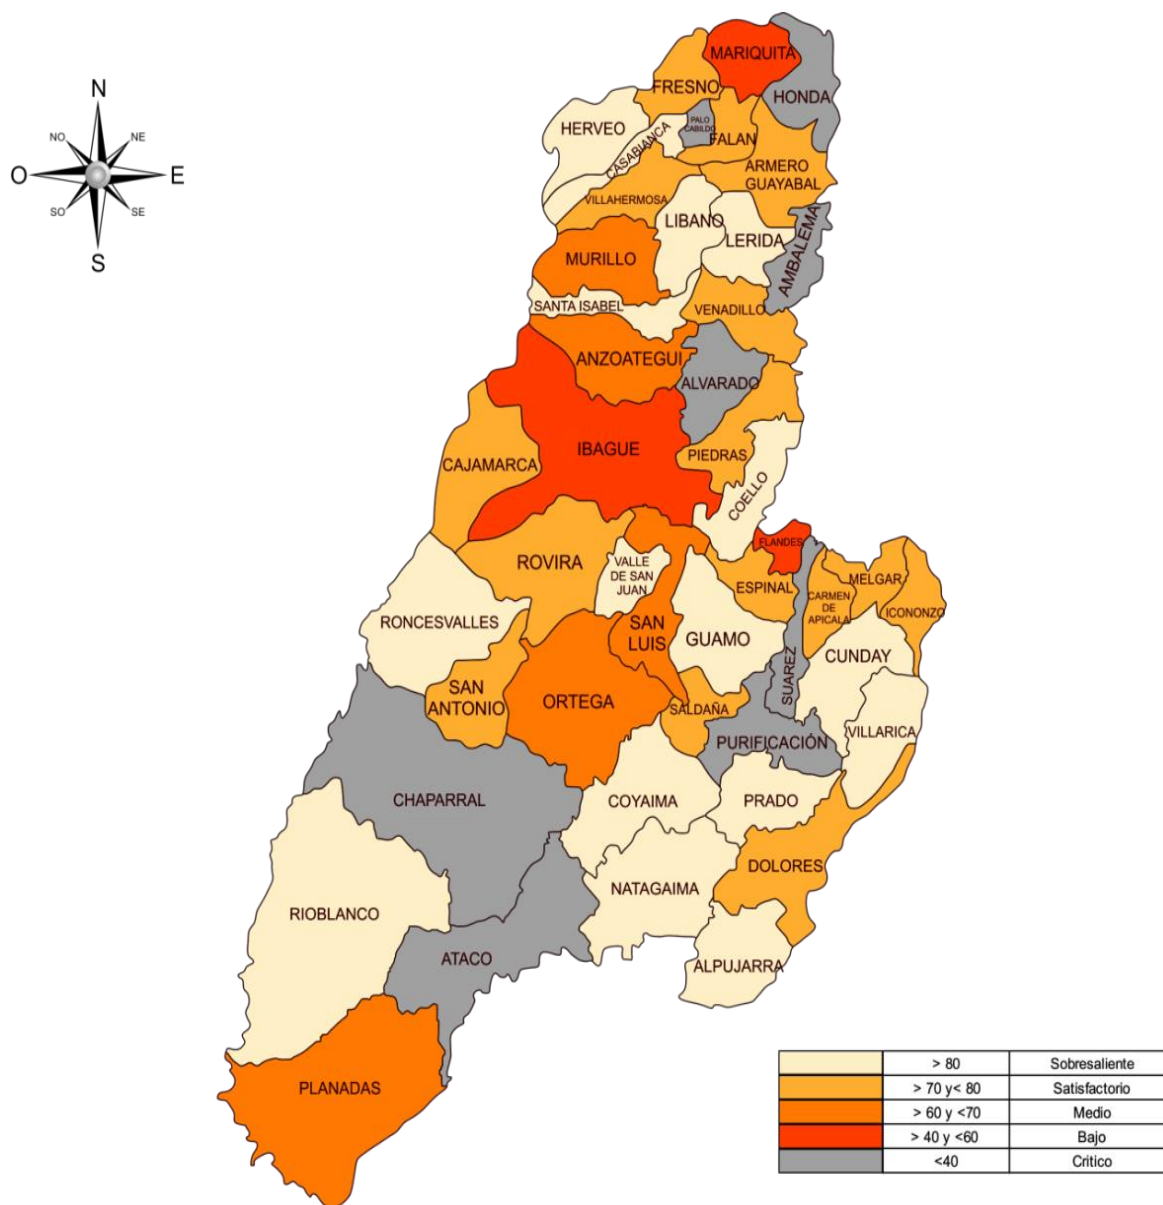 N
NO
NE
O
E
SO
SE
S
MARIQUITA
FRESNO
HONDA
HERVEO
PALO
CABILDO
CASABIANCA
FALAN
ARMERO
GUAYABAL
VILLAHERMOSA
LIBANO
LERIDA
AMBALEMA
MURILLO
SANTA ISABEL
VENADILLO
ANZOATEGUI
ALVARADO
IBAGUE
PIEDRAS
CAJAMARCA
COELLO
FLANDES
ROVIRA
VALLE
DE SAN
JUAN
ESPINAL
MELGAR
CARMEN
DE
APICALA
ICONONZO
RONCESVALLES
SAN
LUIS
GUAMO
CUNDAY
SUAREZ
SAN
ANTONIO
ORTEGA
SALDAÑA
VILLARICA
PURIFICACIÓN
CHAPARRAL
COYAIMA
PRADO
DOLORES
NATAGAIMA
RIOBLANCO
ATACO
ALPUJARRA
PLANADAS
> 80 Sobresaliente
> 70 y< 80 Satisfactorio
> 60 y <70 Medio
> 40 y <60 Bajo
<40 Critico